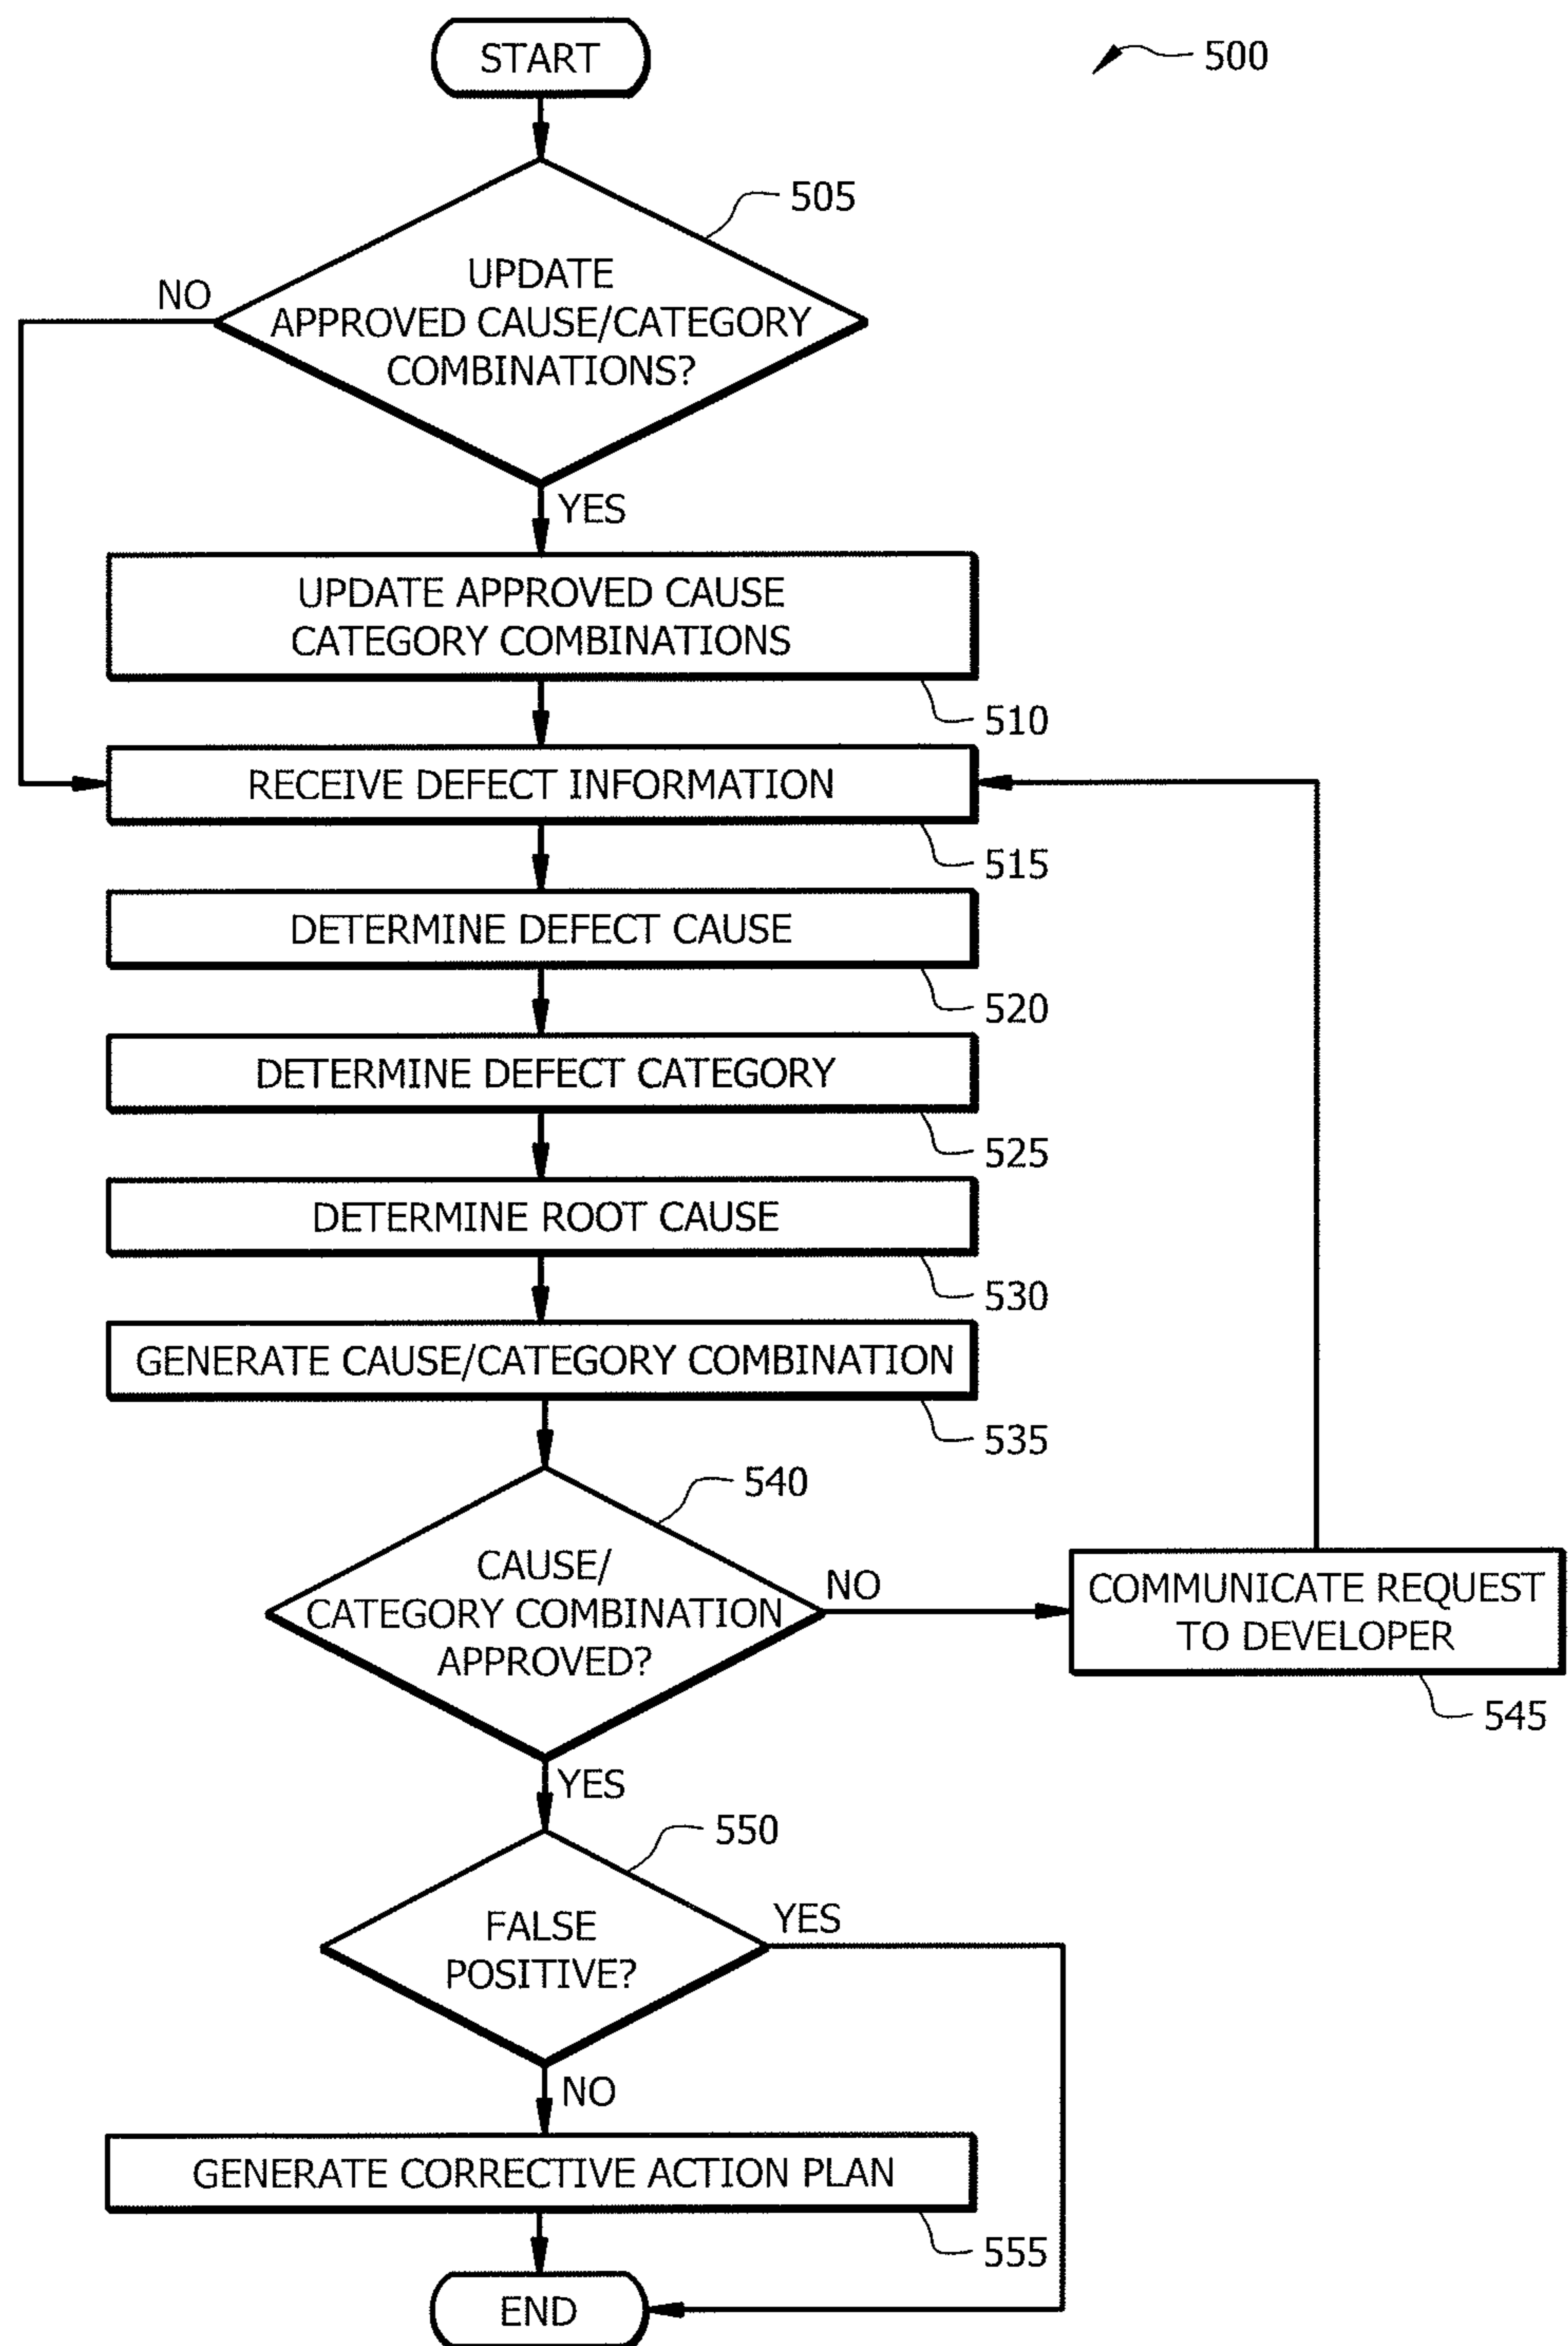 START
500
505
UPDATE
APPROVED CAUSE/CATEGORY
COMBINATIONS?
NO
YES
UPDATE APPROVED CAUSE
CATEGORY COMBINATIONS
510
RECEIVE DEFECT INFORMATION
515
DETERMINE DEFECT CAUSE
520
DETERMINE DEFECT CATEGORY
525
DETERMINE ROOT CAUSE
530
GENERATE CAUSE/CATEGORY COMBINATION
535
540
CAUSE/
CATEGORY COMBINATION
APPROVED?
NO
COMMUNICATE REQUEST
TO DEVELOPER
545
YES
550
FALSE
POSITIVE?
YES
NO
GENERATE CORRECTIVE ACTION PLAN
555
END